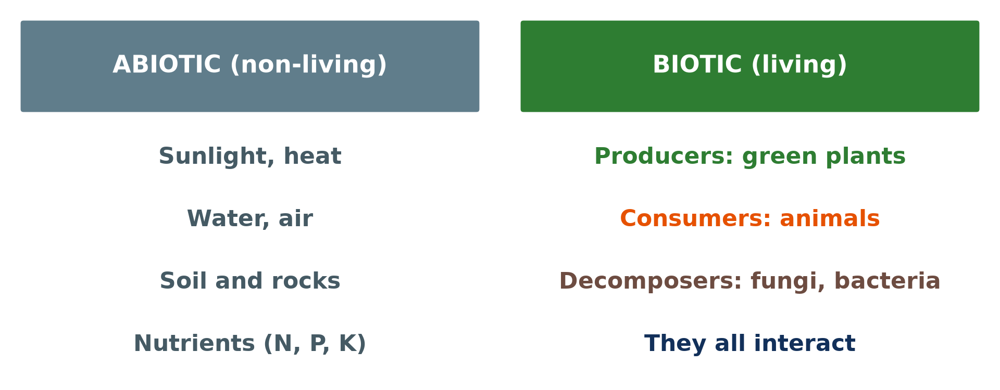 ABIOTIC (non-living)
Sunlight, heat
Water, air
Soil and rocks
Nutrients (N, P, K)
BIOTIC (living)
Producers: green plants
Consumers: animals
Decomposers: fungi, bacteria
They all interact